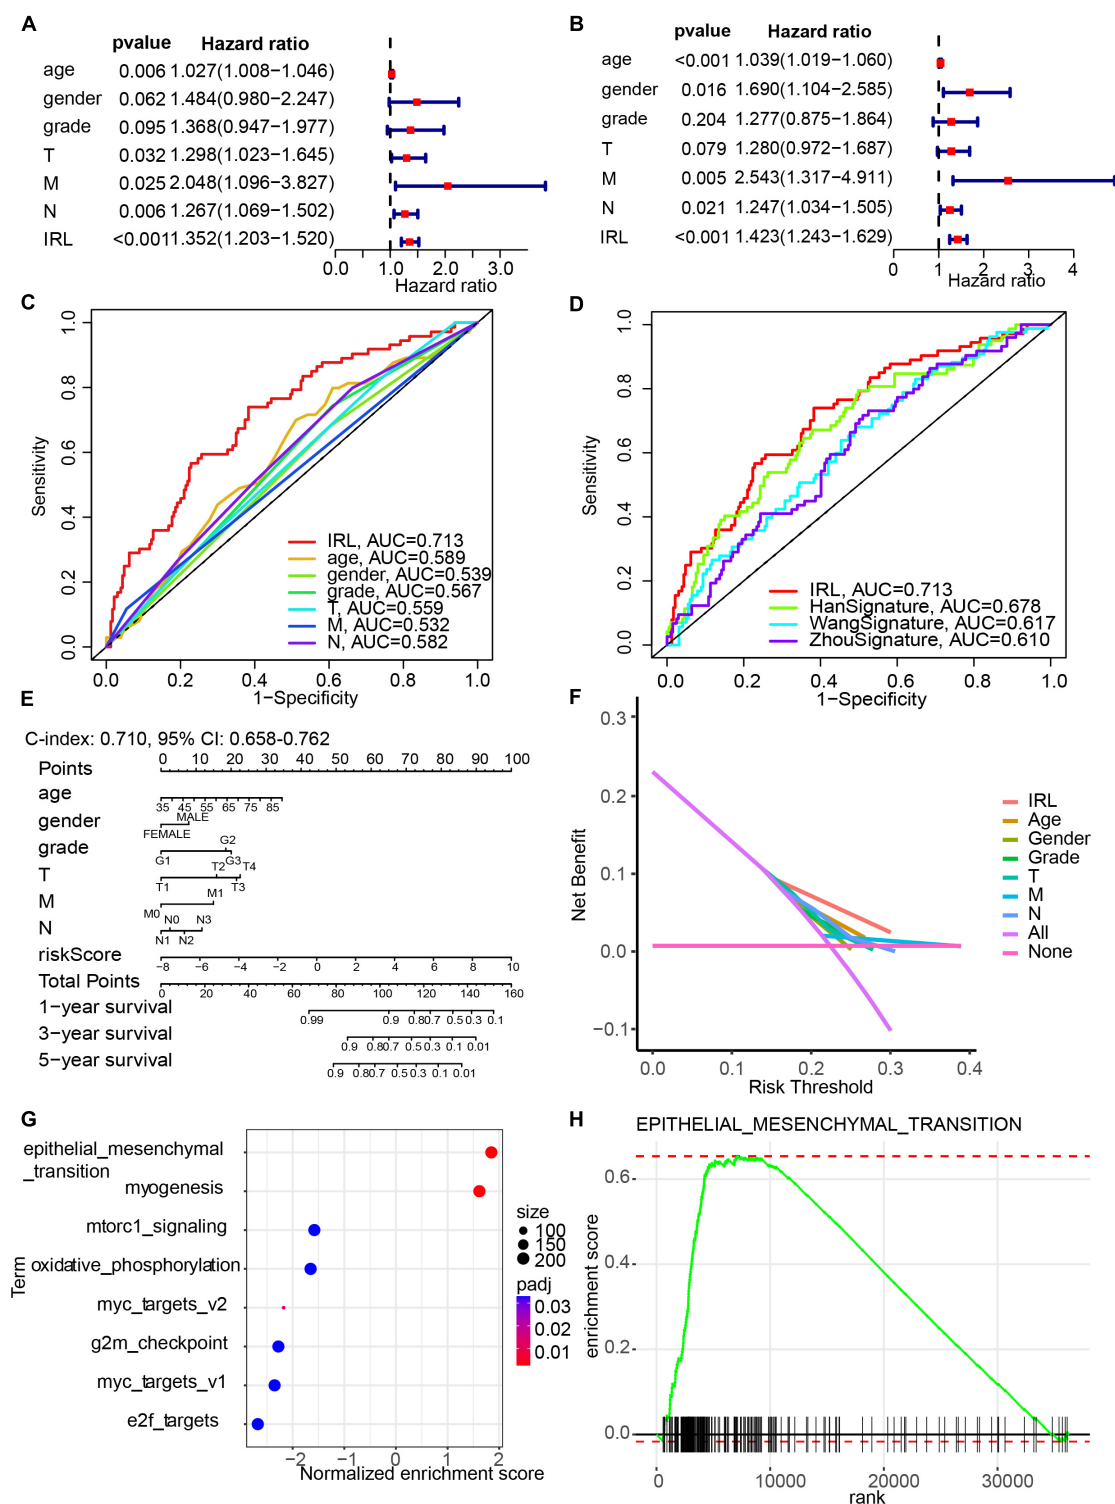 A
pvalue Hazard ratio
age 0.006 1.027(1.008−1.046)
gender 0.062 1.484(0.980−2.247)
grade 0.095 1.368(0.947−1.977)
T 0.032 1.298(1.023−1.645)
M 0.025 2.048(1.096−3.827)
N 0.006 1.267(1.069−1.502)
IRL <0.001 1.352(1.203−1.520)
0.0 1.0 2.0 3.0
Hazard ratio
B
pvalue Hazard ratio
age <0.001 1.039(1.019−1.060)
gender 0.016 1.690(1.104−2.585)
grade 0.204 1.277(0.875−1.864)
T 0.079 1.280(0.972−1.687)
M 0.005 2.543(1.317−4.911)
N 0.021 1.247(1.034−1.505)
IRL <0.001 1.423(1.243−1.629)
0 1 2 3 4
Hazard ratio
C
Sensitivity
1.0
0.8
0.6
0.4
0.2
0.0
IRL, AUC=0.713
age, AUC=0.589
gender, AUC=0.539
grade, AUC=0.567
T, AUC=0.559
M, AUC=0.532
N, AUC=0.582
0.0 0.2 0.4 0.6 0.8 1.0
1−Specificity
D
Sensitivity
1.0
0.8
0.6
0.4
0.2
0.0
IRL, AUC=0.713
HanSignature, AUC=0.678
WangSignature, AUC=0.617
ZhouSignature, AUC=0.610
0.0 0.2 0.4 0.6 0.8 1.0
1−Specificity
E
C-index: 0.710, 95% CI: 0.658-0.762
Points 0 10 20 30 40 50 60 70 80 90 100
age
35 45 55 65 75 85
gender MALE
FEMALE
grade G2
G1 G3
T T2 T4
T1 T3
M M1
M0
N N0 N3
N1 N2
riskScore
−8 −6 −4 −2 0 2 4 6 8 10
Total Points
0 20 40 60 80 100 120 140 160
1−year survival
0.99 0.9 0.8 0.7 0.5 0.3 0.1
3−year survival
0.9 0.8 0.7 0.5 0.3 0.1 0.01
5−year survival
0.9 0.8 0.7 0.5 0.3 0.1 0.01
F
Net Benefit
0.3
0.2
0.1
0.0
−0.1
0.0 0.1 0.2 0.3 0.4
Risk Threshold
IRL
Age
Gender
Grade
T
M
N
All
None
G
Term
epithelial_mesenchymal
_transition
myogenesis
mtorc1_signaling
oxidative_phosphorylation
myc_targets_v2
g2m_checkpoint
myc_targets_v1
e2f_targets
−2 −1 0 1 2
Normalized enrichment score
size
100
150
200
padj
0.03
0.02
0.01
H
EPITHELIAL_MESENCHYMAL_TRANSITION
enrichment score
0.6
0.4
0.2
0.0
0 10000 20000 30000
rank